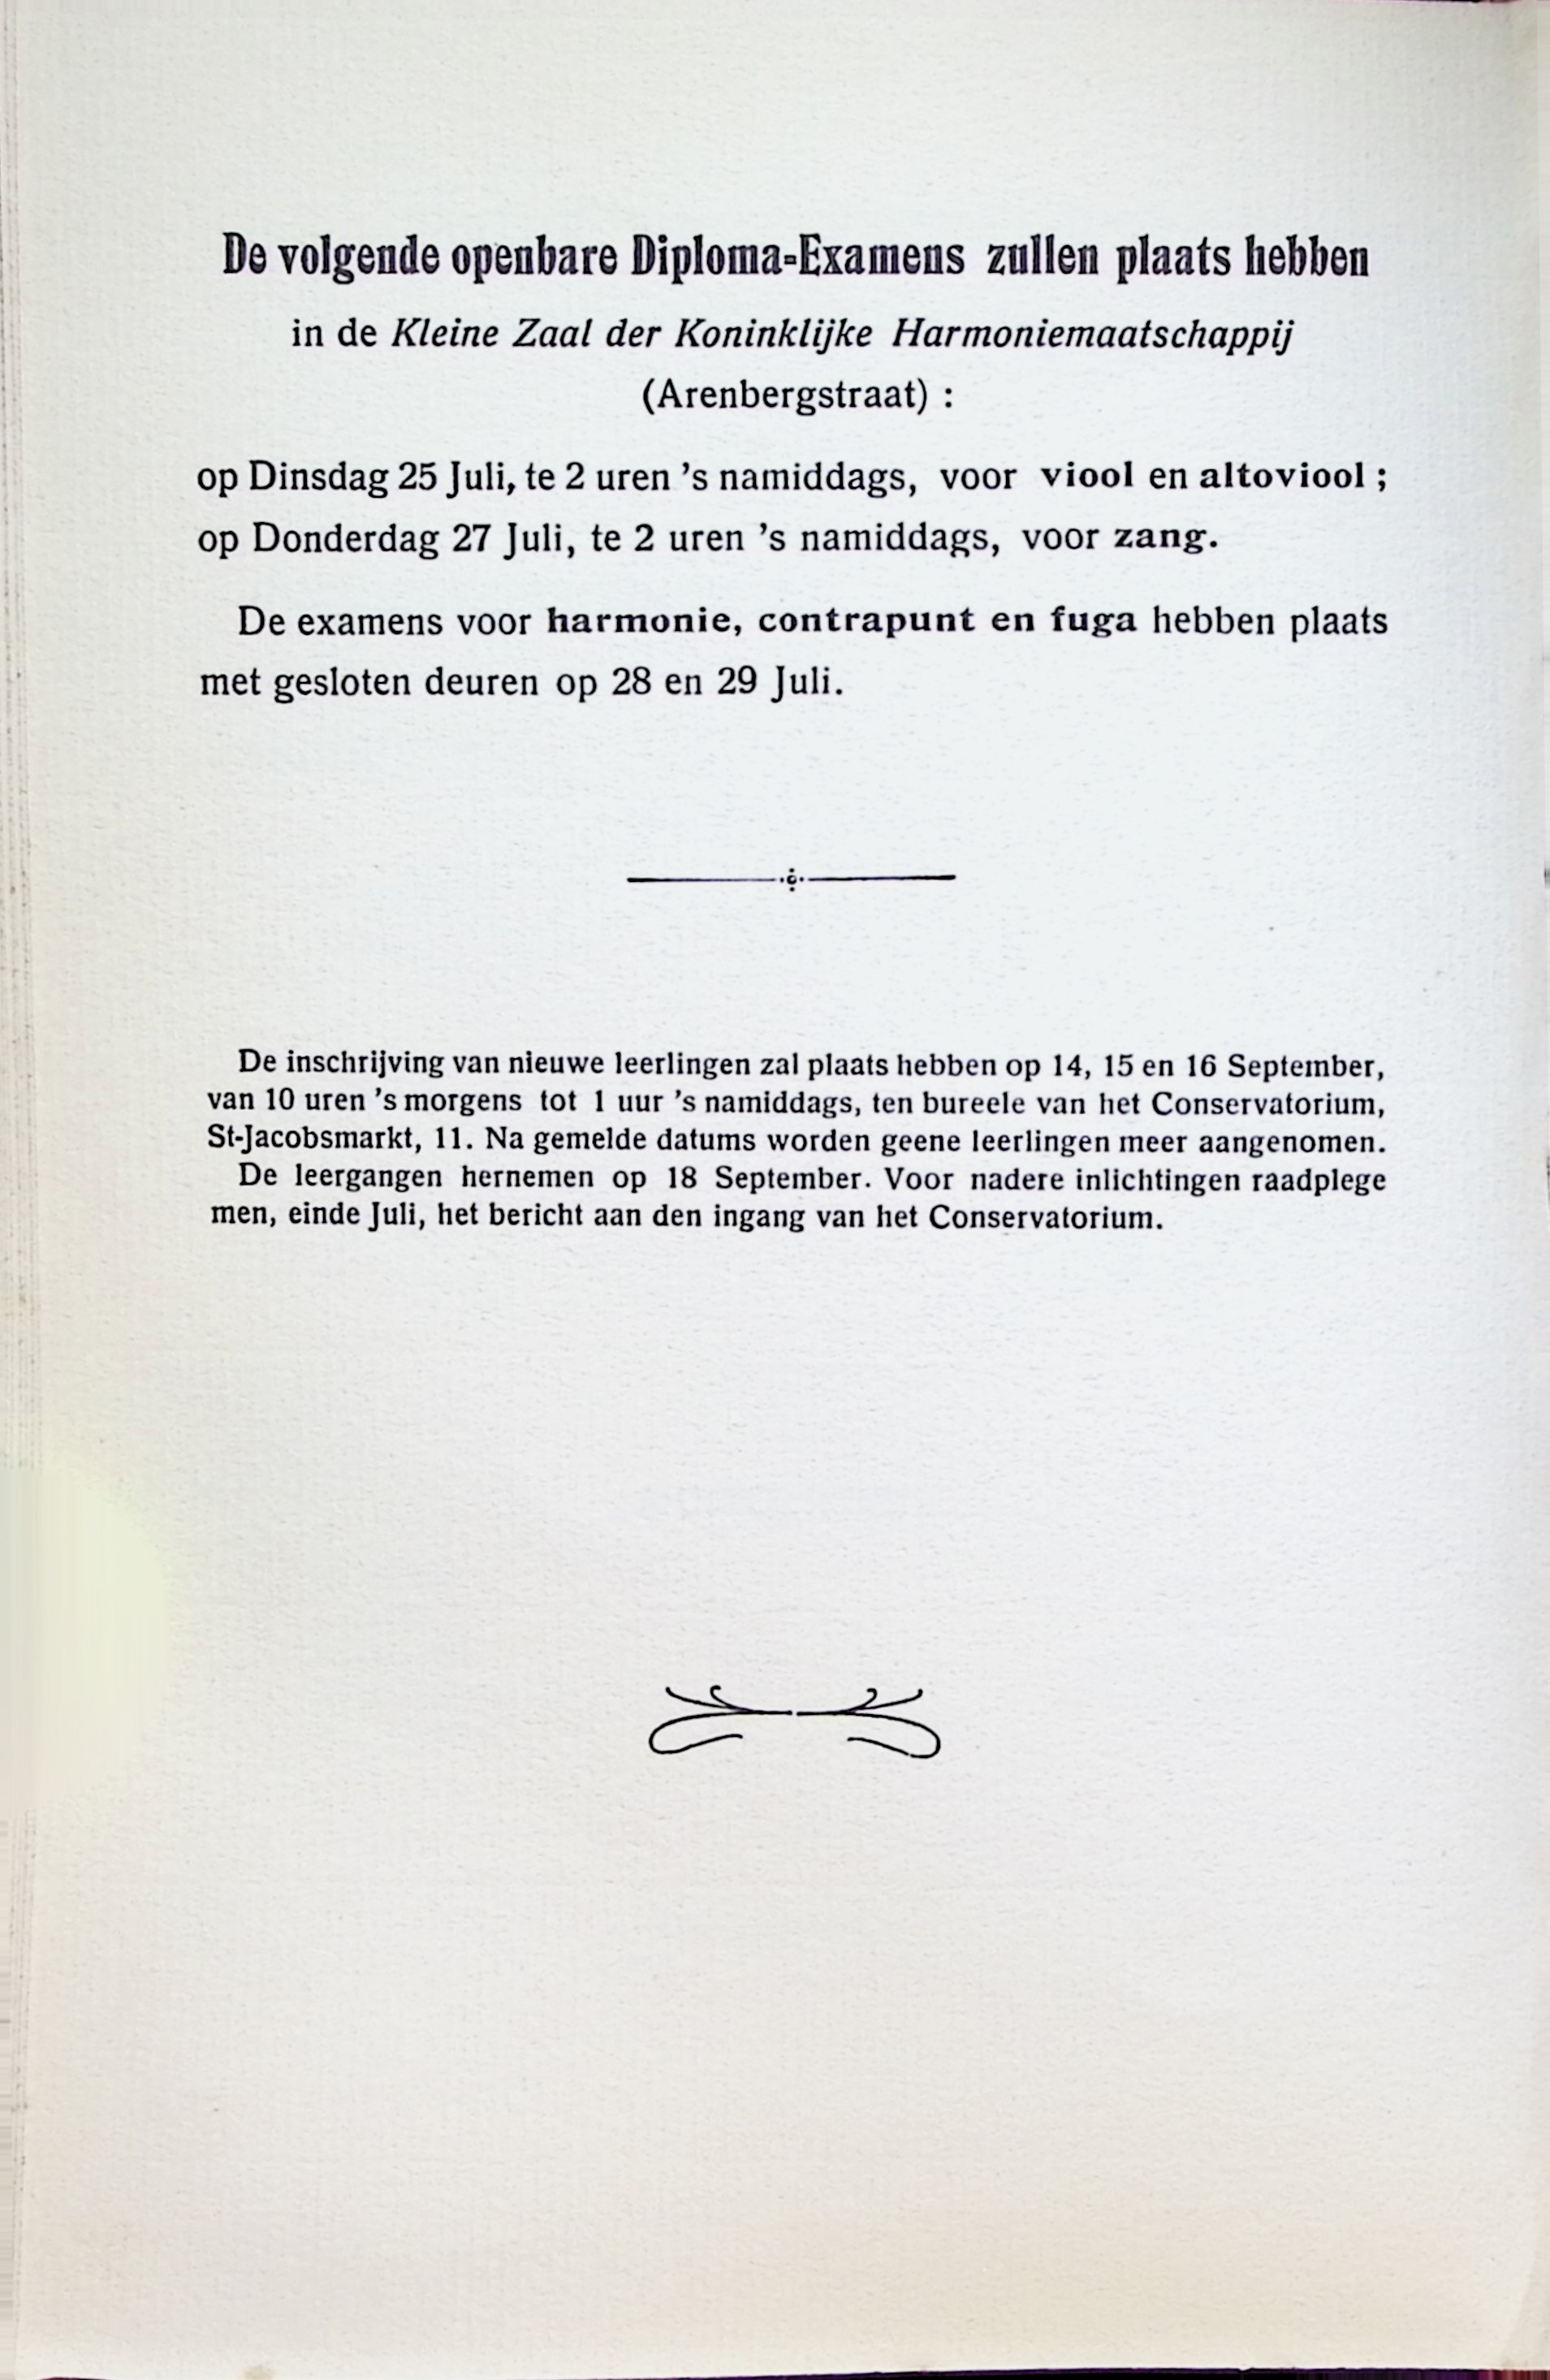 De volgende openbare Diploma-Examens zullen plaats hebben
in de Kleine Zaal der Koninklijke Harmoniemaatschappij
(Arenbergstraat) :
op Dinsdag 25 Juli, te 2 uren 's namiddags, voor viool en altoviool ;
op Donderdag 27 Juli, te 2 uren 's namiddags, voor zang.
De examens voor harmonie, contrapunt en fuga hebben plaats
met gesloten deuren op 28 en 29 Juli.
De inschrijving van nieuwe leerlingen zal plaats hebben op 14, 15 en 16 September,
van 10 uren 's morgens tot 1 uur 's namiddags, ten bureele van het Conservatorium,
St-Jacobsmarkt, 11. Na gemelde datums worden geene leerlingen meer aangenomen.
De leergangen hernemen op 18 September. Voor nadere inlichtingen raadplege
men, einde Juli, het bericht aan den ingang van het Conservatorium.